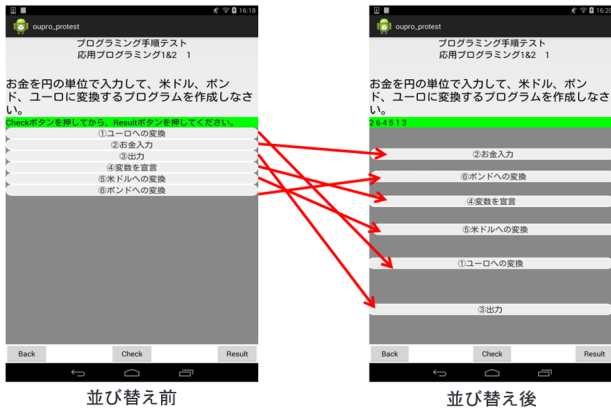 16:18
oupro_protest
プログラミング手順テスト
応用プログラミング1&2 1
お金を円の単位で入力して、米ドル、ポン
ド、ユーロに変換するプログラムを作成しなさ
い。
Checkボタンを押してから、Resultボタンを押してください。
①ユーロへの変換
②お金入力
③出力
④変数を宣言
⑤米ドルへの変換
⑥ポンドへの変換
Back Check Result
並び替え前
16:20
oupro_protest
プログラミング手順テスト
応用プログラミング1&2 1
お金を円の単位で入力して、米ドル、ポン
ド、ユーロに変換するプログラムを作成しなさ
い。
2 6 4 5 1 3
②お金入力
⑥ポンドへの変換
④変数を宣言
⑤米ドルへの変換
①ユーロへの変換
③出力
Back Check Result
並び替え後